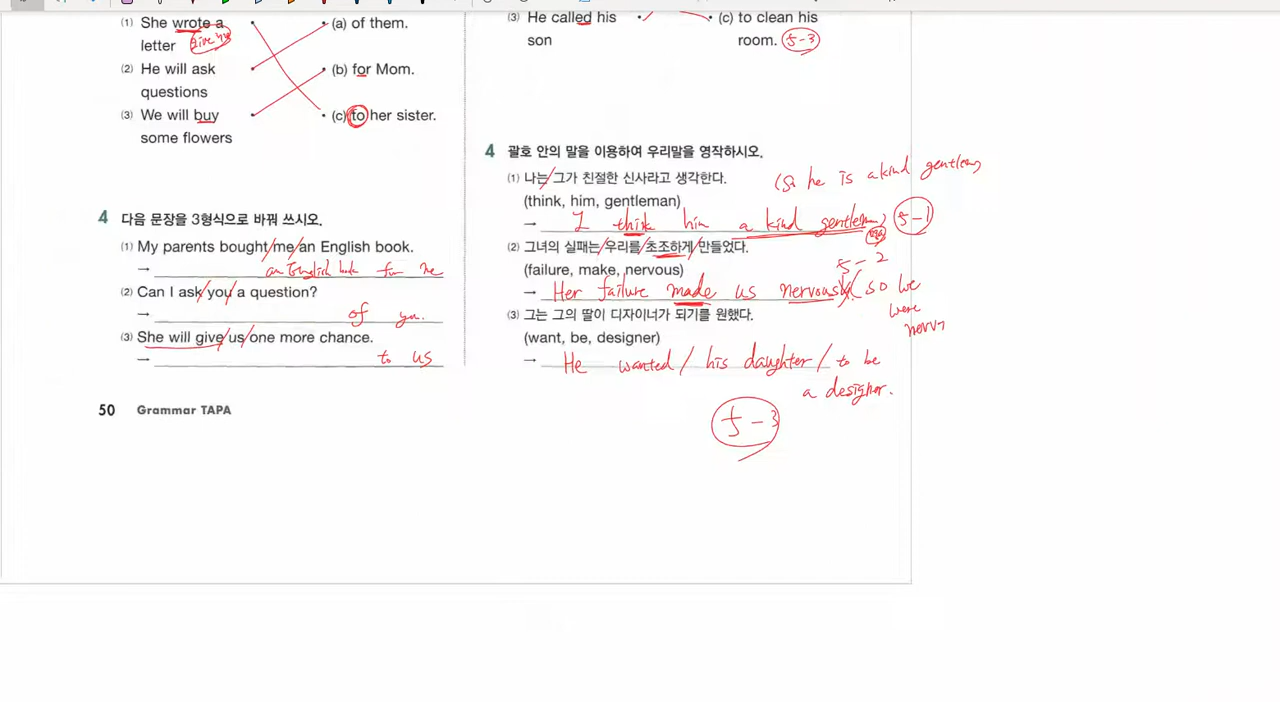 (1) She wrote a
letter
(2) He will ask
questions
(3) We will buy
some flowers
(a) of them.
(b) for Mom.
(c) to her sister.
4 다음 문장을 3형식으로 바꿔 쓰시오.
(1) My parents bought/me/an English book.
→ an English book for me
(2) Can I ask/you/a question?
→ of you.
(3) She will give/us/one more chance.
→ to us
50 Grammar TAPA
(3) He called his
son
(c) to clean his
room. 5-3
4 괄호 안의 말을 이용하여 우리말을 영작하시오.
(1) 나는/그가 친절한 신사라고 생각한다.
(so he is a kind gentleman)
(think, him, gentleman)
→ I think him a kind gentleman 5-1
(2) 그녀의 실패는/우리를/초조하게/만들었다.
(failure, make, nervous)
5-2
→ Her failure made us nervously (so we
were
nervous
(3) 그는 그의 딸이 디자이너가 되기를 원했다.
(want, be, designer)
→ He wanted / his daughter / to be
a designer.
5-3